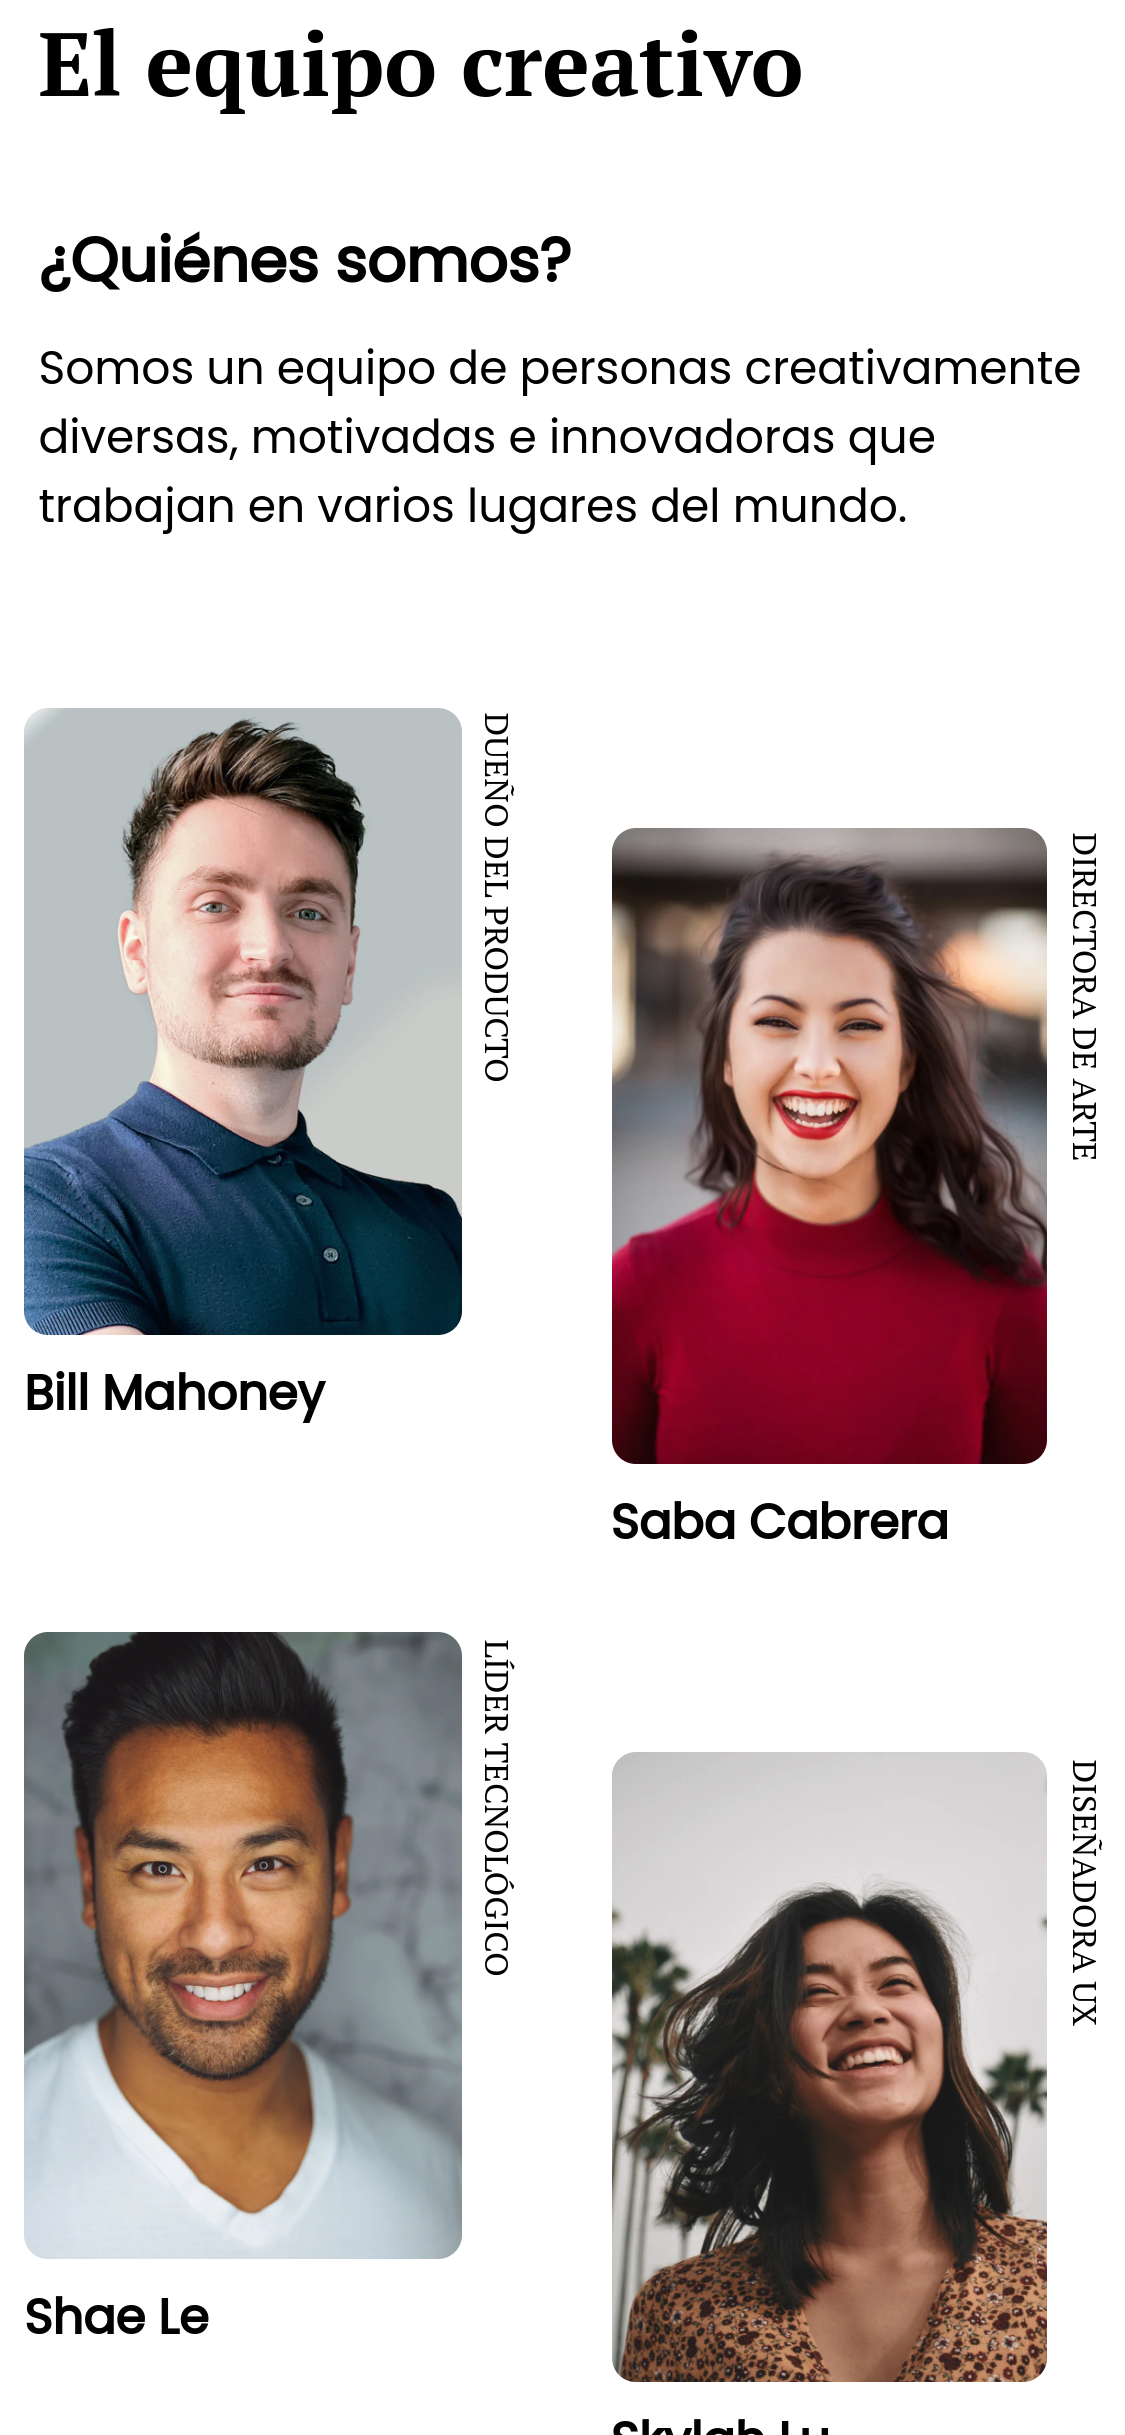 El equipo creativo
¿Quiénes somos?
Somos un equipo de personas creativamente
diversas, motivadas e innovadoras que
trabajan en varios lugares del mundo.
DUEÑO DEL PRODUCTO
Bill Mahoney
DIRECTORA DE ARTE
Saba Cabrera
LÍDER TECNOLÓGICO
Shae Le
DISEÑADORA UX